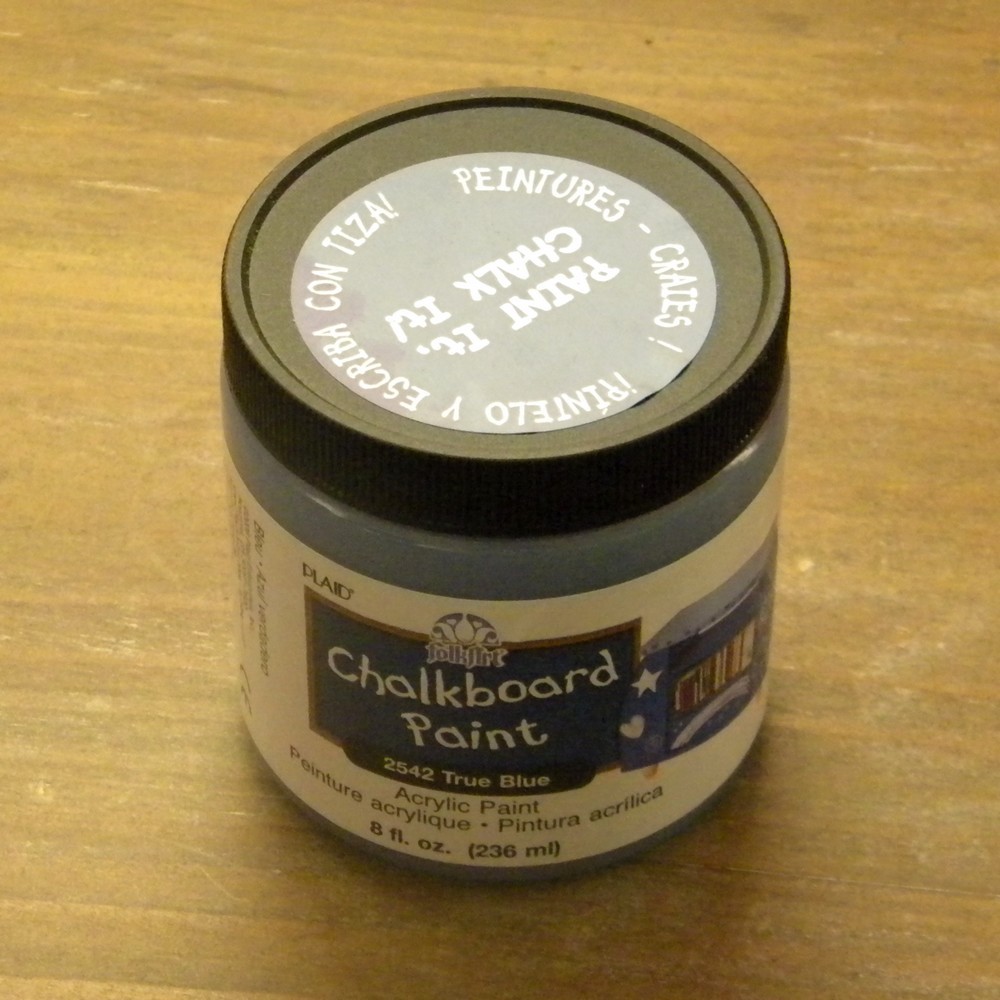 PEINTURES - CRAIES !
¡PÍNTELO Y ESCRIBA CON TIZA!
PAINT It.
CHALK It!
PLAID®
folkArt
Chalkboard
Paint
2542 True Blue
Acrylic Paint
Peinture acrylique • Pintura acrílica
8 fl. oz. (236 ml)